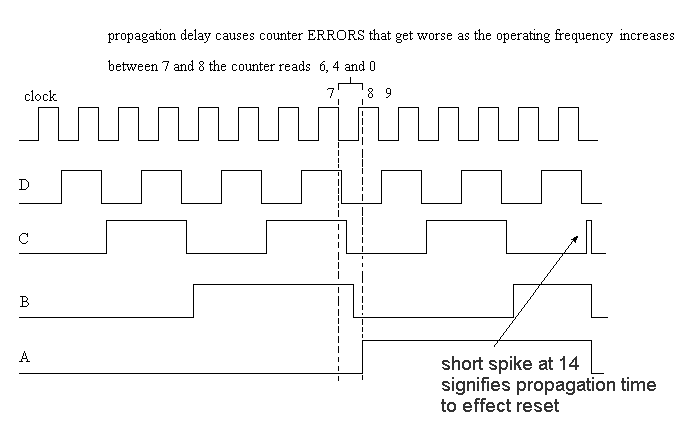 propagation delay causes counter ERRORS that get worse as the operating frequency increases
between 7 and 8 the counter reads 6, 4 and 0
clock
7 8 9
D
C
B
A
short spike at 14
signifies propagation time
to effect reset